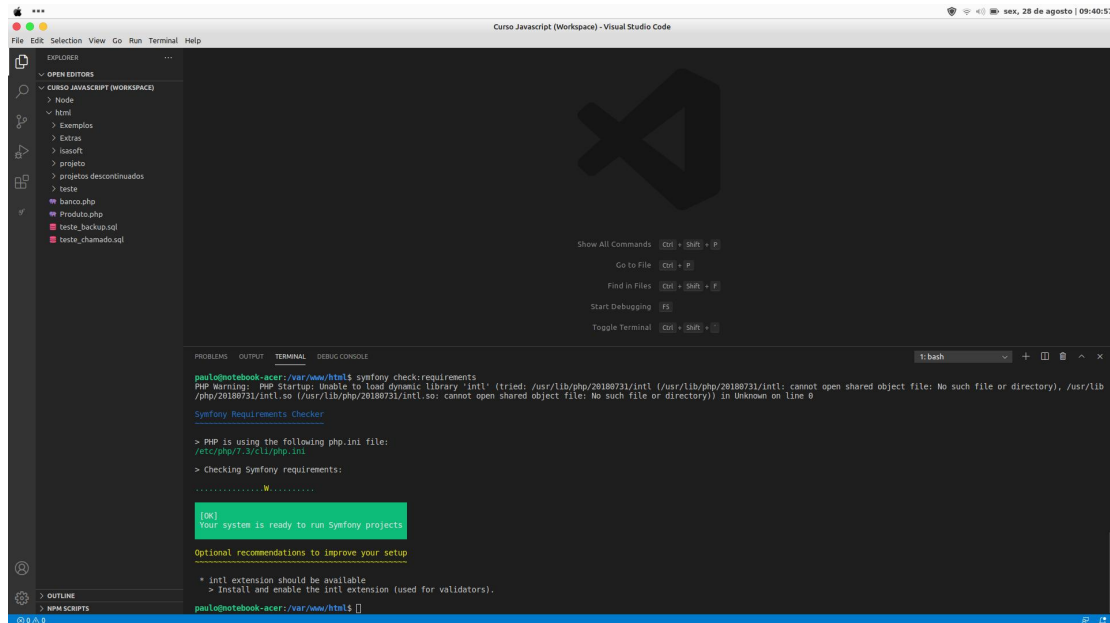 sex, 28 de agosto | 09:40:57
Curso Javascript (Workspace) - Visual Studio Code
File Edit Selection View Go Run Terminal Help
EXPLORER
OPEN EDITORS
CURSO JAVASCRIPT (WORKSPACE)
Node
html
Exemplos
Extras
isasoft
projeto
projetos descontinuados
teste
banco.php
Produto.php
teste_backup.sql
teste_chamado.sql
OUTLINE
NPM SCRIPTS
Show All Commands Ctrl + Shift + P
Go to File Ctrl + P
Find in Files Ctrl + Shift + F
Start Debugging F5
Toggle Terminal Ctrl + Shift + `
PROBLEMS OUTPUT TERMINAL DEBUG CONSOLE 1: bash
paulo@notebook-acer:/var/www/html$ symfony check:requirements
PHP Warning:  PHP Startup: Unable to load dynamic library 'intl' (tried: /usr/lib/php/20180731/intl (/usr/lib/php/20180731/intl: cannot open shared object file: No such file or directory), /usr/lib
/php/20180731/intl.so (/usr/lib/php/20180731/intl.so: cannot open shared object file: No such file or directory)) in Unknown on line 0
Symfony Requirements Checker
~~~~~~~~~~~~~~~~~~~~~~~~~~~~
> PHP is using the following php.ini file:
/etc/php/7.3/cli/php.ini
> Checking Symfony requirements:
...............W..........
[OK]
Your system is ready to run Symfony projects
Optional recommendations to improve your setup
~~~~~~~~~~~~~~~~~~~~~~~~~~~~~~~~~~~~~~~~~~~~~~
* intl extension should be available
> Install and enable the intl extension (used for validators).
paulo@notebook-acer:/var/www/html$
0 0